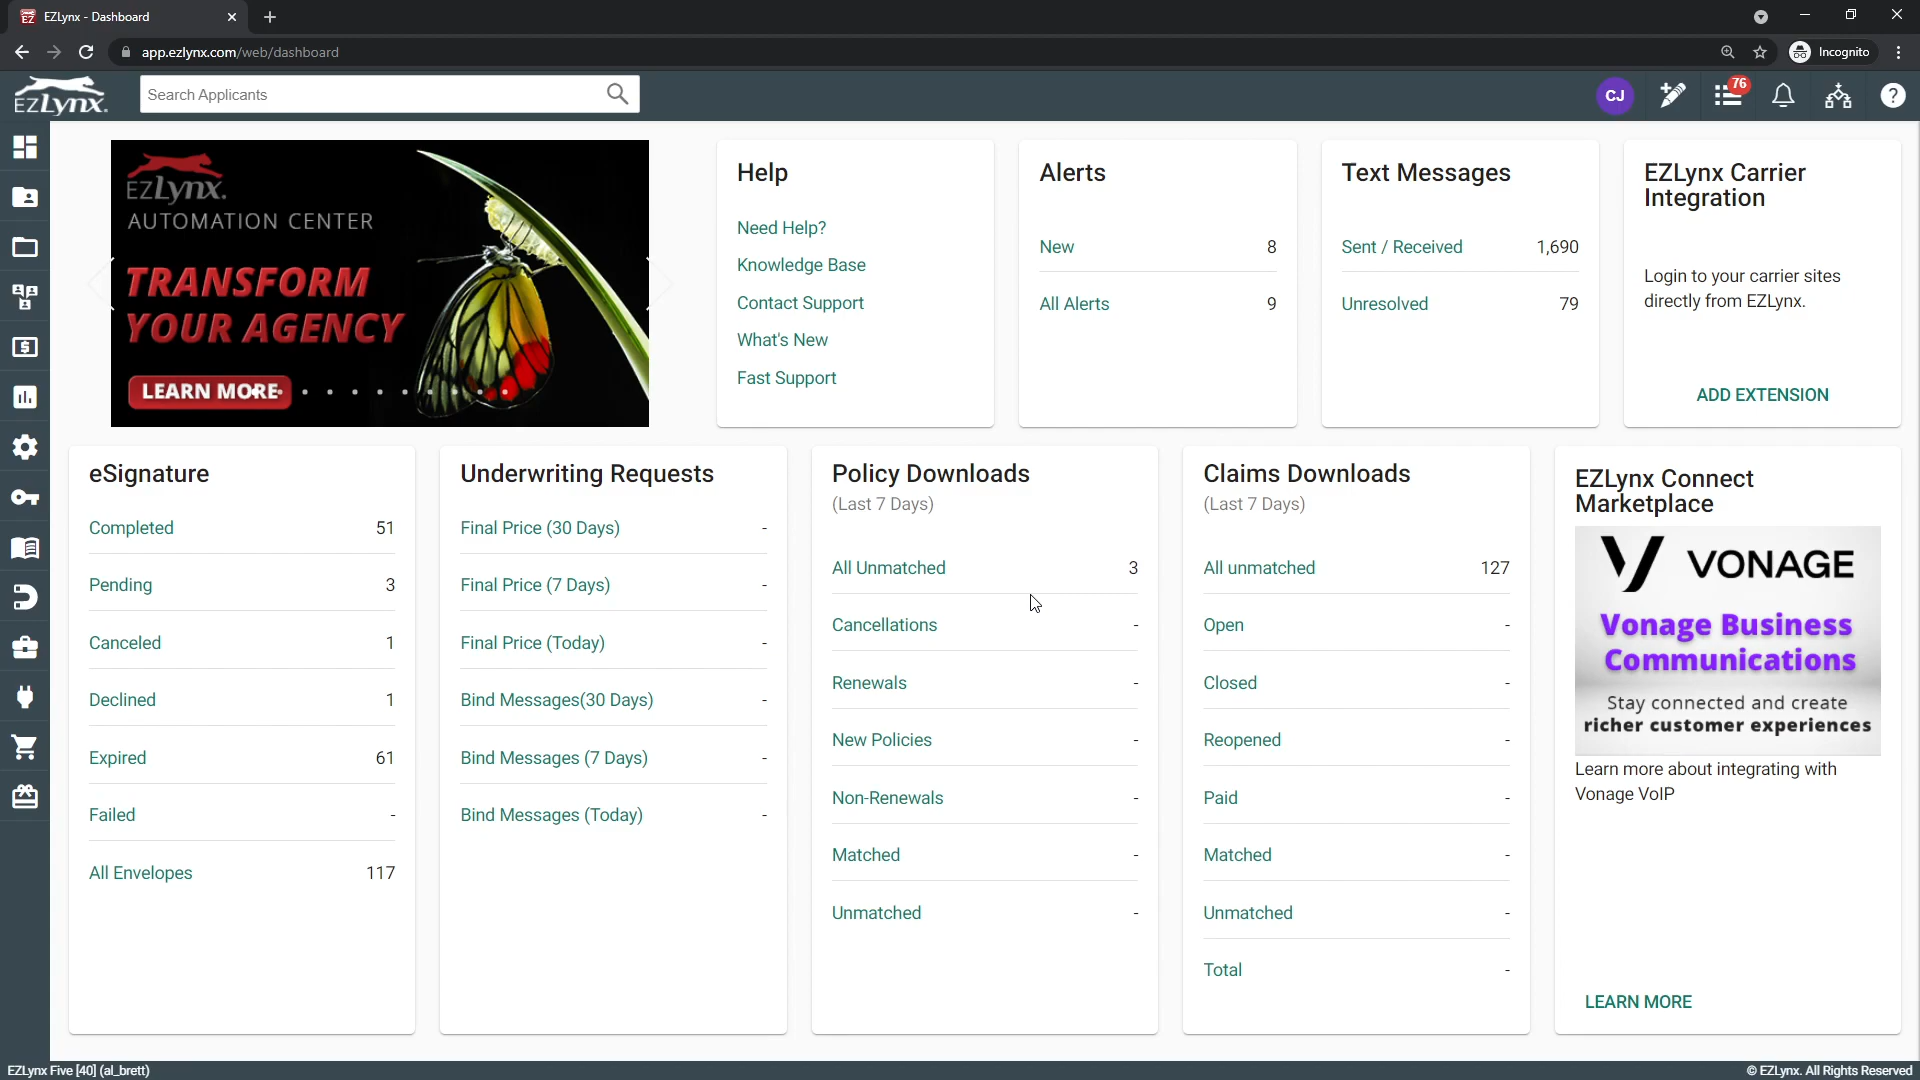 EZLynx - Dashboard
app.ezlynx.com/web/dashboard
Incognito
EZLynx.
Search Applicants
CJ
76
EZLynx.
AUTOMATION CENTER
TRANSFORM
YOUR AGENCY
LEARN MORE
Help
Need Help?
Knowledge Base
Contact Support
What's New
Fast Support
Alerts
New 8
All Alerts 9
Text Messages
Sent / Received 1,690
Unresolved 79
EZLynx Carrier
Integration
Login to your carrier sites
directly from EZLynx.
ADD EXTENSION
eSignature
Completed 51
Pending 3
Canceled 1
Declined 1
Expired 61
Failed -
All Envelopes 117
Underwriting Requests
Final Price (30 Days) -
Final Price (7 Days) -
Final Price (Today) -
Bind Messages(30 Days) -
Bind Messages (7 Days) -
Bind Messages (Today) -
Policy Downloads
(Last 7 Days)
All Unmatched 3
Cancellations -
Renewals -
New Policies -
Non-Renewals -
Matched -
Unmatched -
Claims Downloads
(Last 7 Days)
All unmatched 127
Open -
Closed -
Reopened -
Paid -
Matched -
Unmatched -
Total -
EZLynx Connect
Marketplace
VONAGE
Vonage Business
Communications
Stay connected and create
richer customer experiences
Learn more about integrating with
Vonage VoIP
LEARN MORE
EZLynx Five [40] (al_brett)
© EZLynx. All Rights Reserved